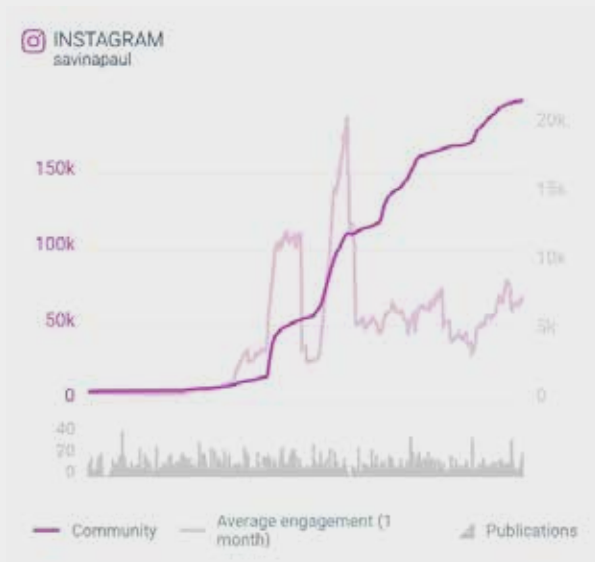 INSTAGRAM
savinapaul
20k
150k
15k
100k
10k
50k
5k
0
0
40
20
0
Community
Average engagement (1
month)
Publications